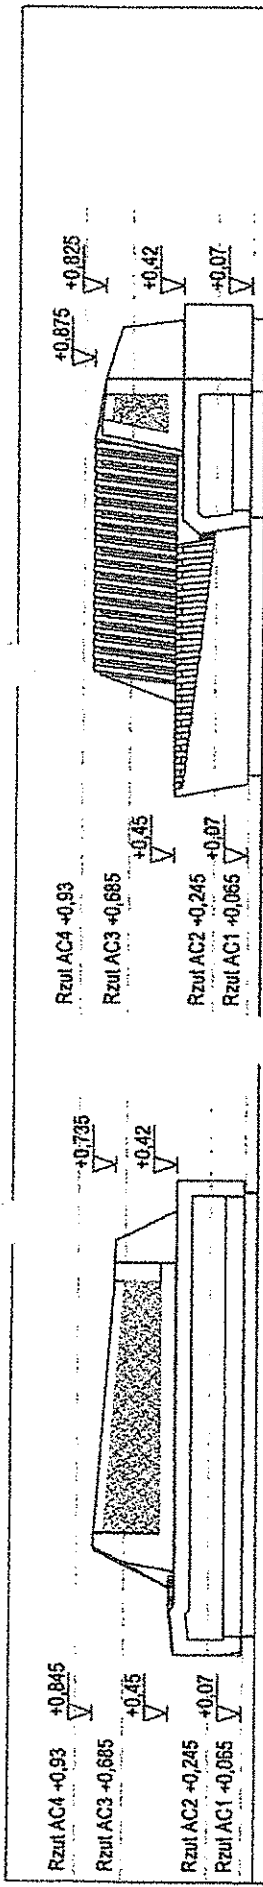 +0,845
Rzut AC4 +0,93
Rzut AC3 +0,685
+0,45
Rzut AC2 +0,245
+0,07
Rzut AC1 +0,065
+0,735
+0,42
Rzut AC4 +0,93
Rzut AC3 +0,685
+0,45
Rzut AC2 +0,245
+0,07
Rzut AC1 +0,065
+0,875
+0,825
+0,42
+0,07